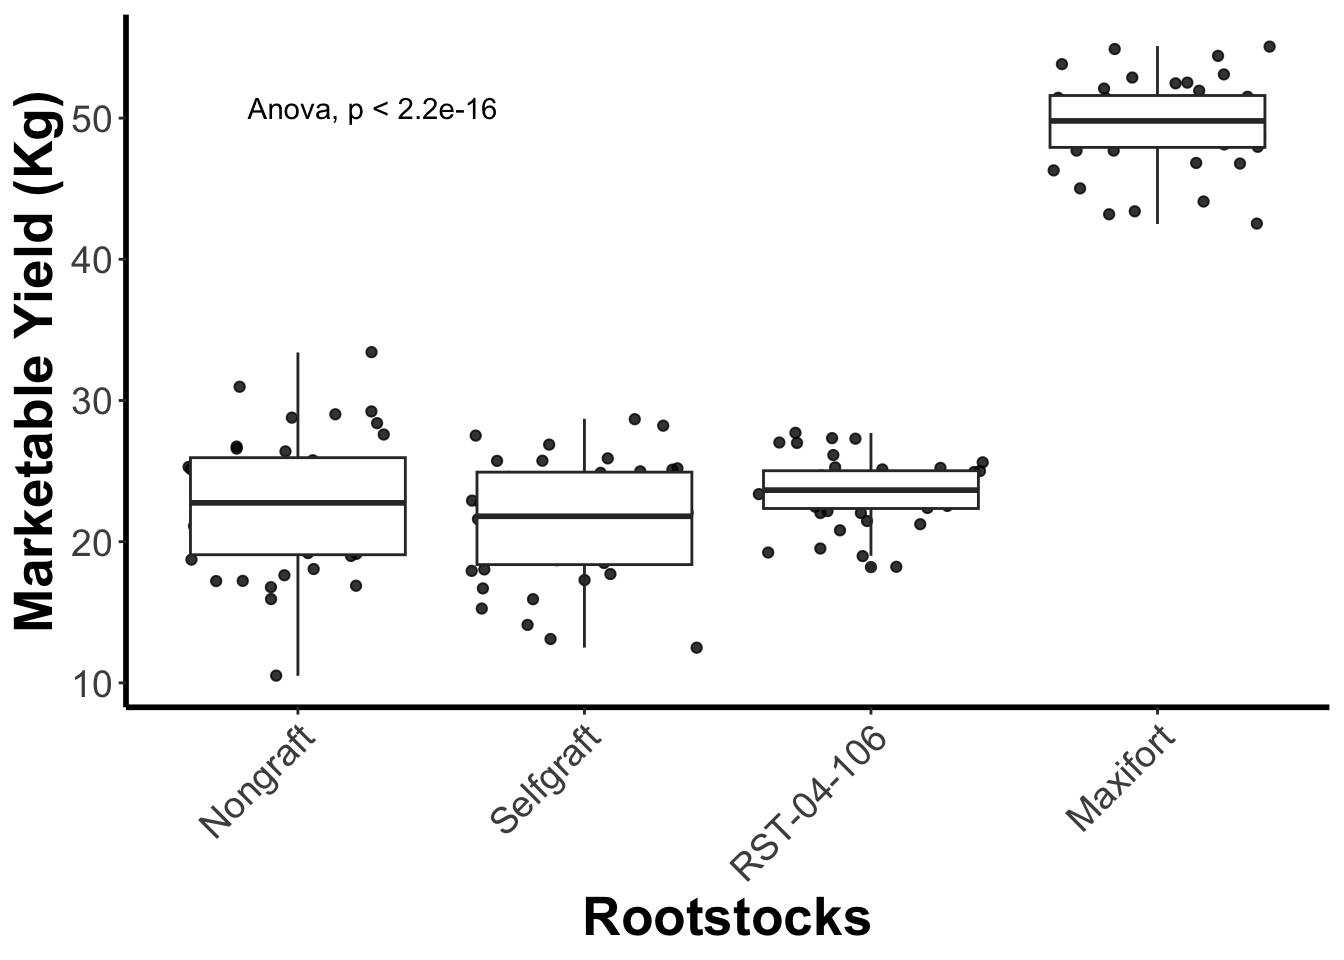 Marketable Yield (Kg)
50
40
30
20
10
Anova, p < 2.2e-16
Nongraft
Selfgraft
RST-04-106
Maxifort
Rootstocks